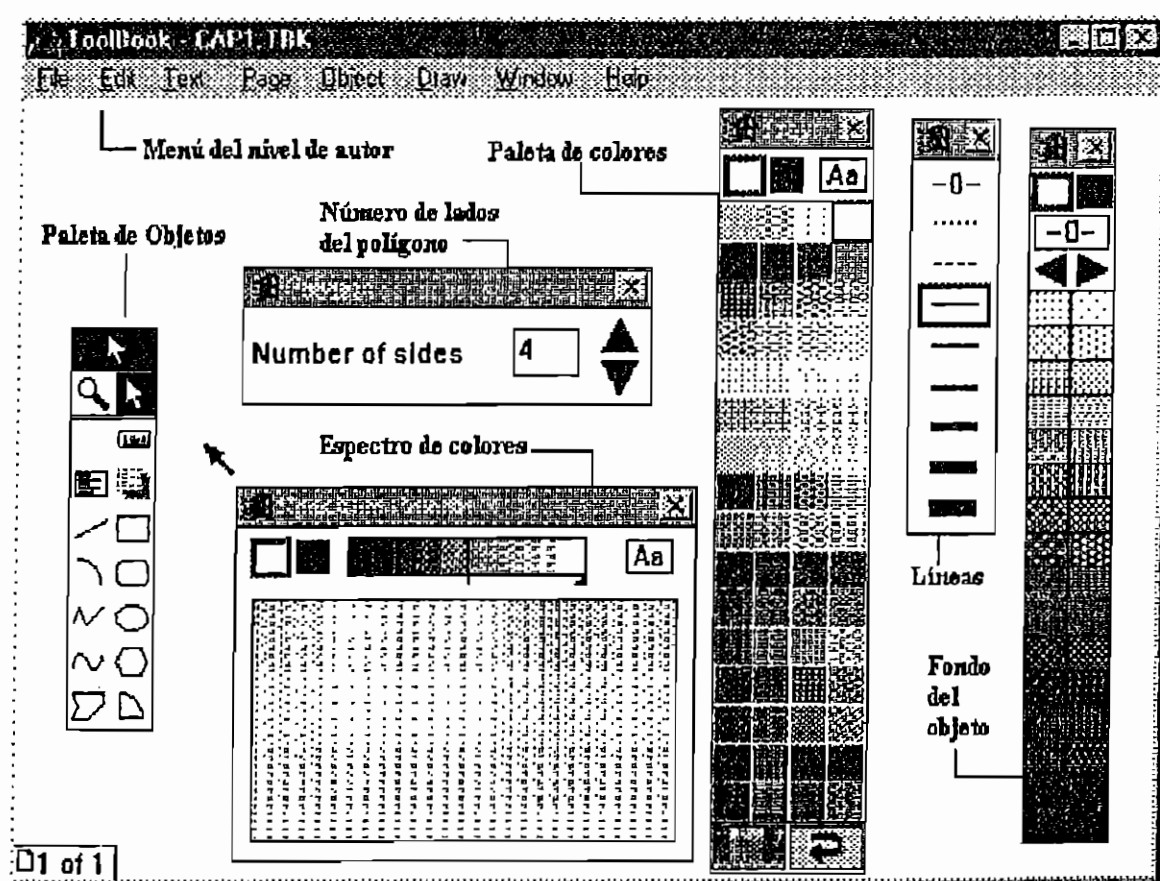 ToolBook - CAP1.TBK
File Edit Text Page Object Draw Window Help
Menú del nivel de autor
Paleta de colores
Aa
Número de lados
del polígono
Paleta de Objetos
Number of sides 4
Espectro de colores
Aa
Líneas
Fondo
del
objeto
1 of 1